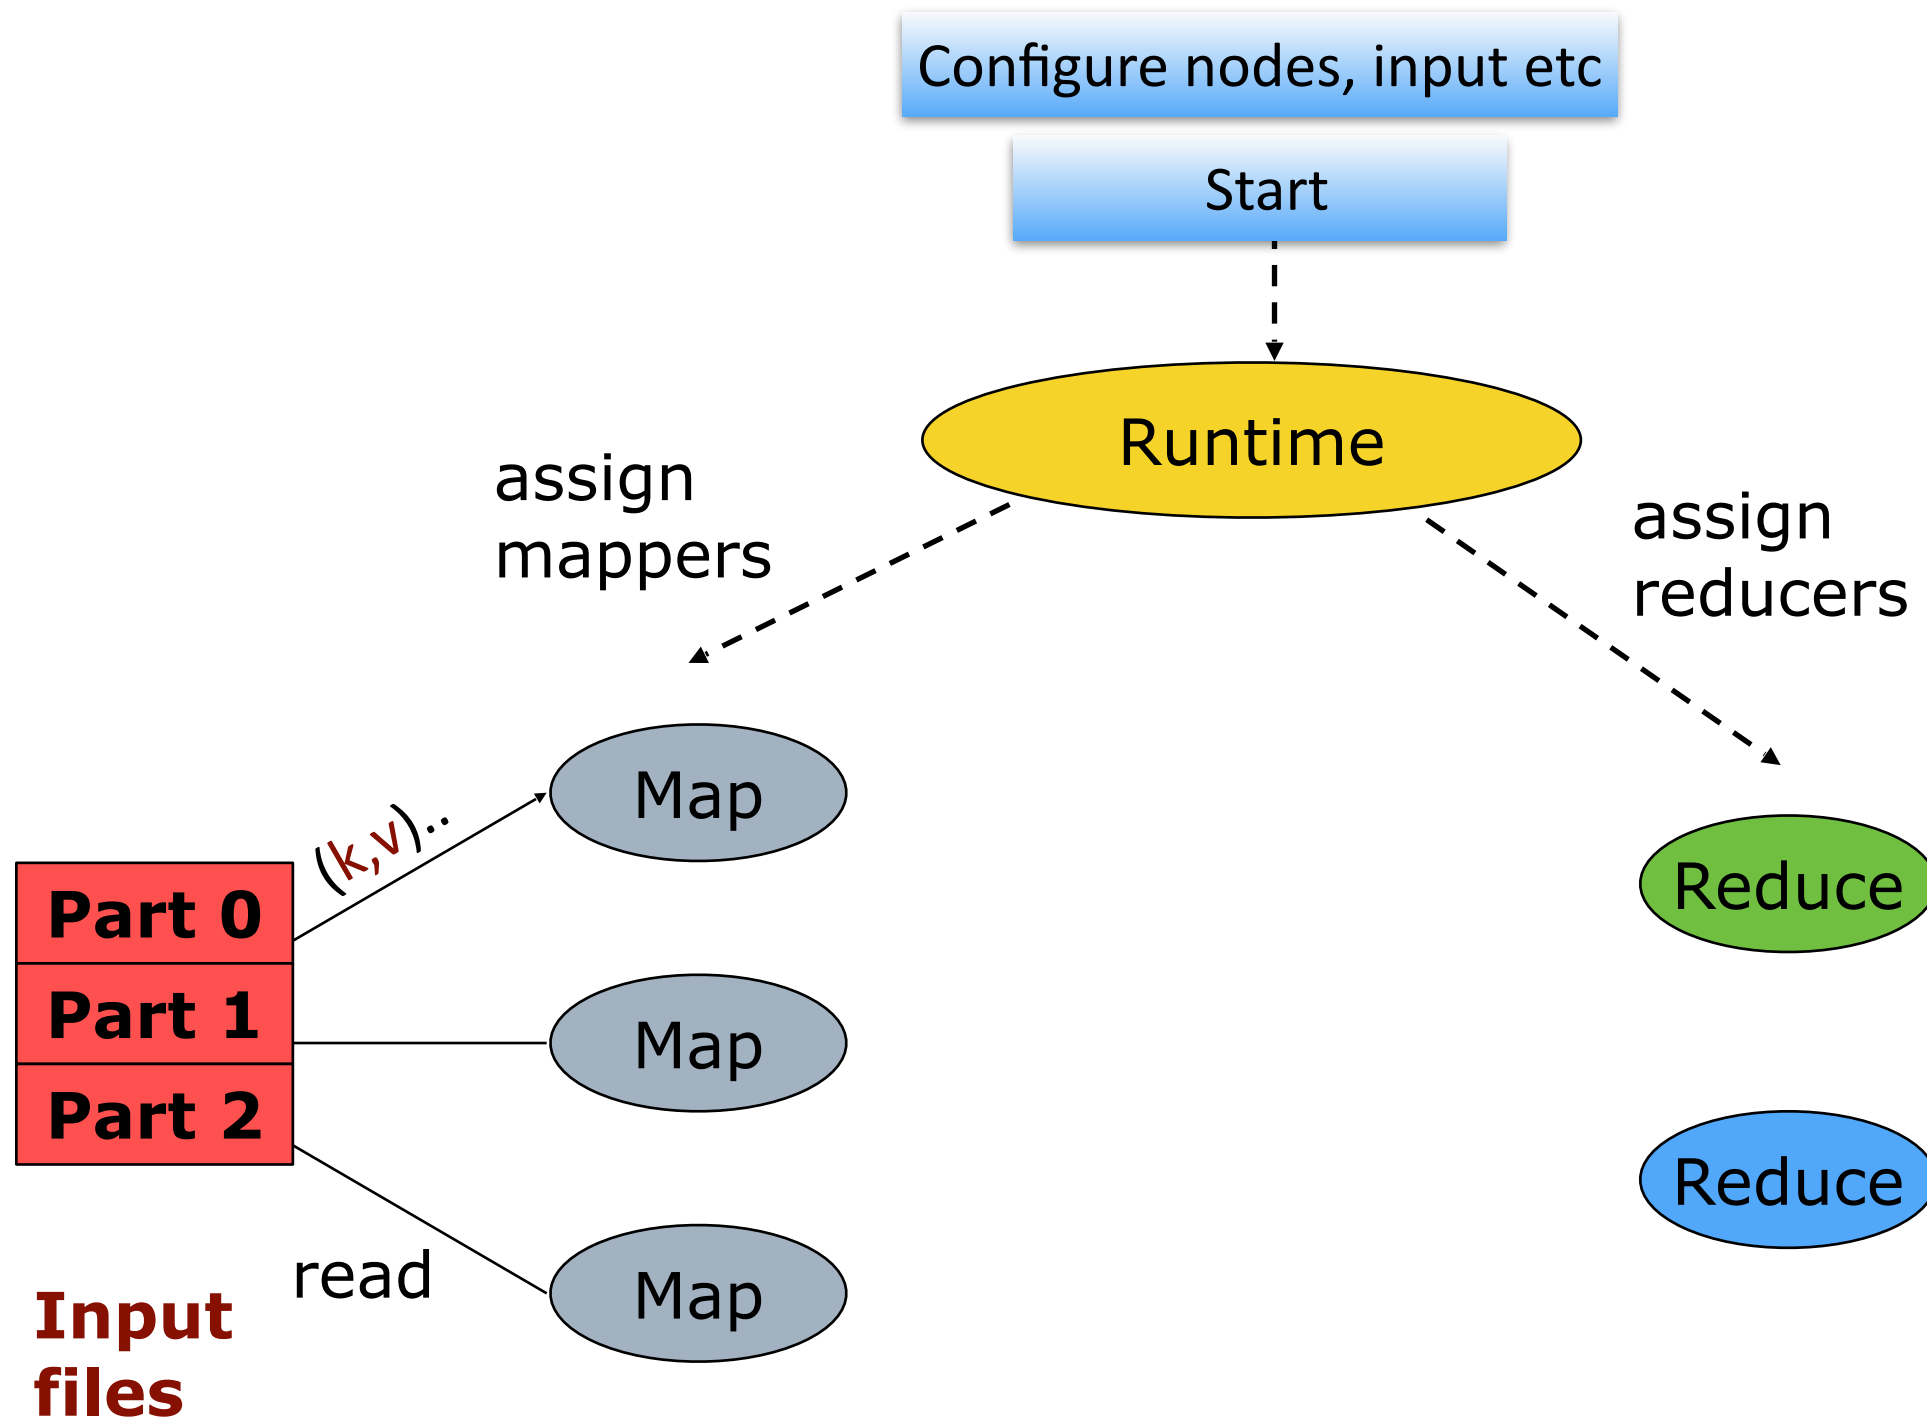 Configure nodes, input etc
Start
Runtime
assign
mappers
assign
reducers
Map
(k,v)..
Part 0
Part 1
Part 2
Reduce
Map
Reduce
read
Map
Input
files